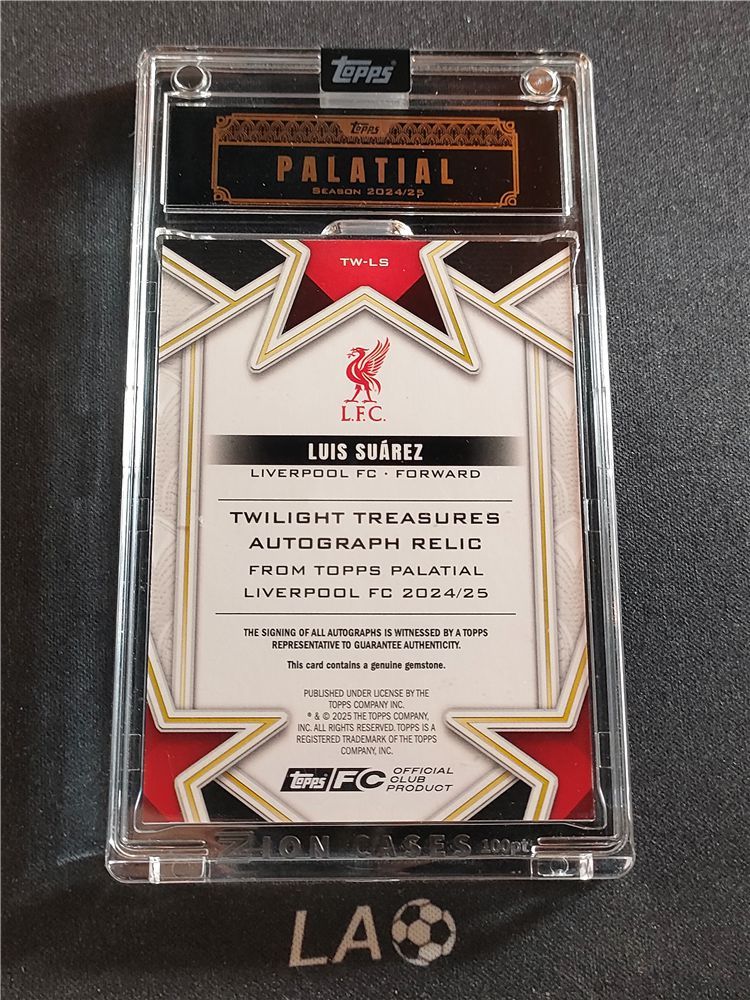 topps
topps
PALATIAL
SEASON 2024/25
TW-LS
L.F.C.
LUIS SUÁREZ
LIVERPOOL FC · FORWARD
TWILIGHT TREASURES
AUTOGRAPH RELIC
FROM TOPPS PALATIAL
LIVERPOOL FC 2024/25
THE SIGNING OF ALL AUTOGRAPHS IS WITNESSED BY A TOPPS
REPRESENTATIVE TO GUARANTEE AUTHENTICITY.
This card contains a genuine gemstone.
PUBLISHED UNDER LICENSE BY THE
TOPPS COMPANY INC.
® & © 2025 THE TOPPS COMPANY,
INC. ALL RIGHTS RESERVED. TOPPS IS A
REGISTERED TRADEMARK OF THE TOPPS
COMPANY, INC.
topps FC OFFICIAL
CLUB
PRODUCT
ZION CASES 100pt
LA